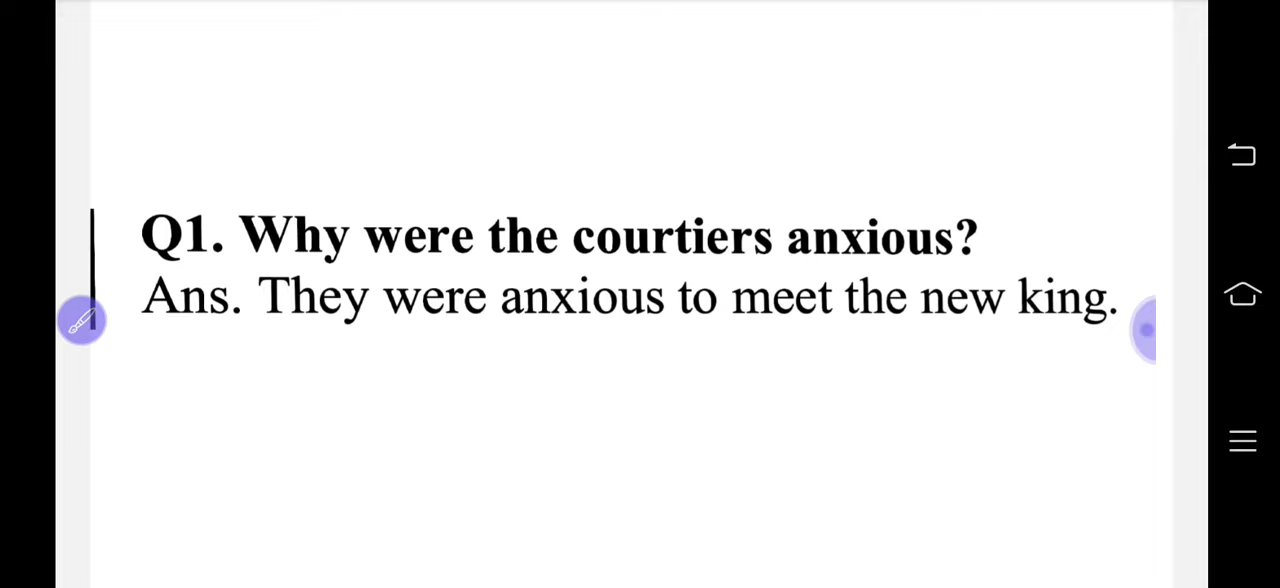 Q1. Why were the courtiers anxious?
Ans. They were anxious to meet the new king.